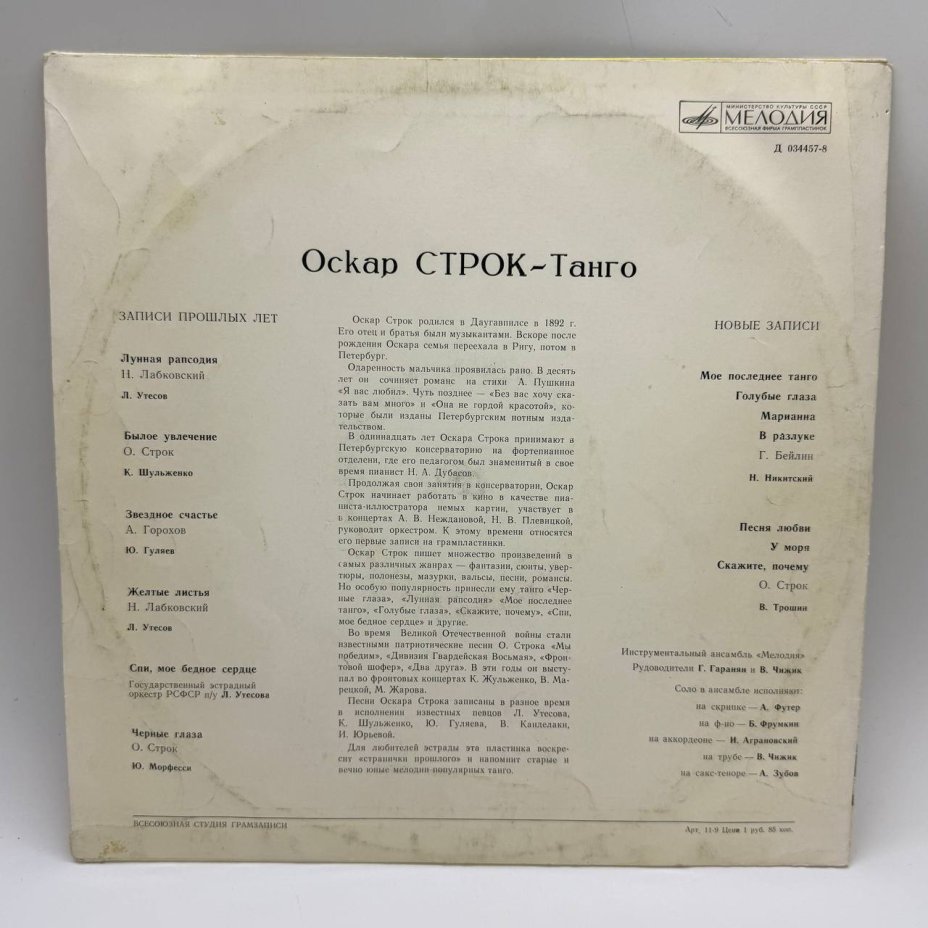 МИНИСТЕРСТВО КУЛЬТУРЫ СССР
МЕЛОДИЯ
ВСЕСОЮЗНАЯ ФИРМА ГРАМПЛАСТИНОК
Д 034457-8
Оскар СТРОК-Танго
ЗАПИСИ ПРОШЛЫХ ЛЕТ
Лунная рапсодия
Н. Лабковский
Л. Утесов
Былое увлечение
О. Строк
К. Шульженко
Звездное счастье
А. Горохов
Ю. Гуляев
Желтые листья
Н. Лабковский
Л. Утесов
Спи, мое бедное сердце
Государственный эстрадный
оркестр РСФСР п/у Л. Утесова
Черные глаза
О. Строк
Ю. Морфесси
Оскар Строк родился в Даугавпилсе в 1892 г.
Его отец и братья были музыкантами. Вскоре после
рождения Оскара семья переехала в Ригу, потом в
Петербург.
Одаренность мальчика проявилась рано. В десять
лет он сочиняет романс на стихи А. Пушкина
«Я вас любил». Чуть позднее — «Без вас хочу ска-
зать вам много» и «Она не гордой красотой», ко-
торые были изданы Петербургским нотным изда-
тельством.
В одиннадцать лет Оскара Строка принимают в
Петербургскую консерваторию на фортепианное
отделени, где его педагогом был знаменитый в свое
время пианист Н. А. Дубасов.
Продолжая свои занятия в консерватории, Оскар
Строк начинает работать в кино в качестве пиа-
ниста-иллюстратора немых картин, участвует в
ь концертах А. В. Неждановой, Н. В. Плевицкой,
руководит оркестром. К этому времени относятся
его первые записи на грампластинки.
Оскар Строк пишет множество произведений в
самых различных жанрах — фантазии, сюиты, увер-
тюры, полонезы, мазурки, вальсы, песни, романсы.
Но особую популярность принесли ему танго «Чер-
ные глаза», «Лунная рапсодия» «Мое последнее
танго», «Голубые глаза», «Скажите, почему», «Спи,
мое бедное сердце» и другие.
Во время Великой Отечественной войны стали
известными патриотические песни О. Строка «Мы
победим», «Дивизия Гвардейская Восьмая», «Фрон-
товой шофер», «Два друга». В эти годы он высту-
пал во фронтовых концертах К. Жульженко, В. Ма-
рецкой, М. Жарова.
Песни Оскара Строка записаны в разное время
в исполнении известных певцов Л. Утесова,
К. Шульженко, Ю. Гуляева, В. Канделаки,
И. Юрьевой.
Для любителей эстрады эта пластинка воскре-
сит «странички прошлого» и напомнит старые и
вечно юные мелодии популярных танго.
НОВЫЕ ЗАПИСИ
Мое последнее танго
Голубые глаза
Марианна
В разлуке
Г. Бейлин
Н. Никитский
Песня любви
У моря
Скажите, почему
О. Строк
В. Трошин
Инструментальный ансамбль «Мелодия»
Рудоводители Г. Гаранян и В. Чижик
Соло в ансамбле исполняют:
на скрипке — А. Футер
на ф-но — Б. Фрумкин
на аккордеоне — И. Аграновский
на трубе — В. Чижик
на сакс-теноре — А. Зубов
ВСЕСОЮЗНАЯ СТУДИЯ ГРАМЗАПИСИ
Арт. 11-9 Цена 1 руб. 85 коп.